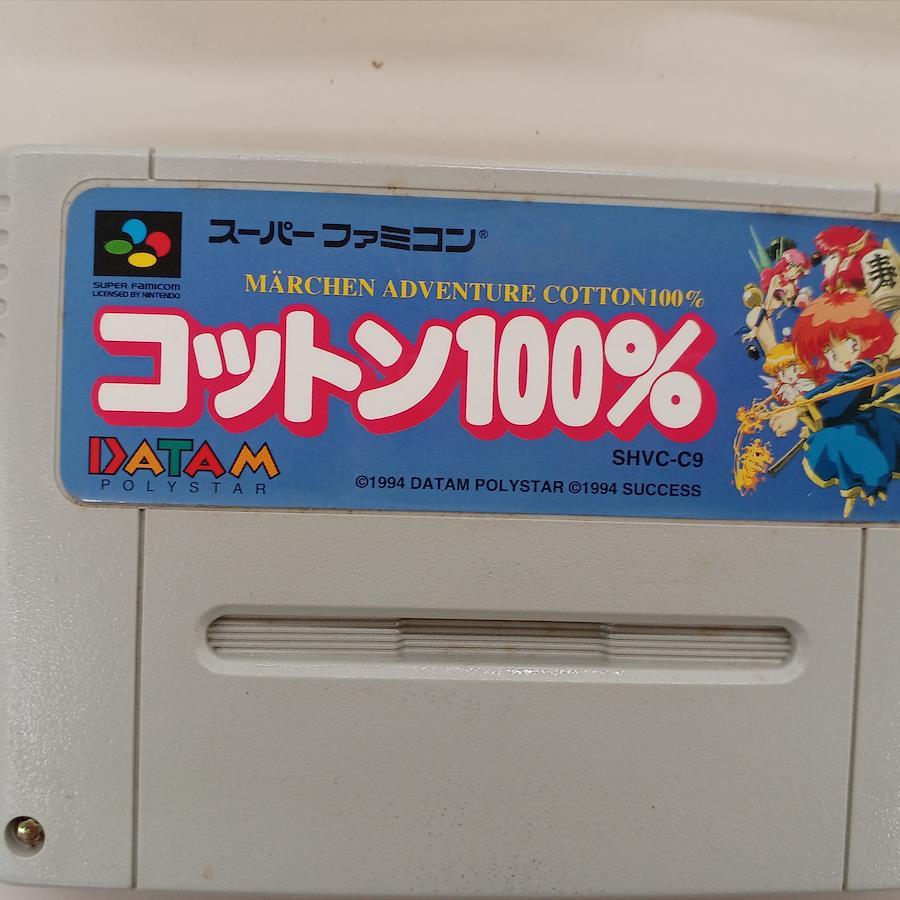 スーパーファミコン®
SUPER FAMICOM
LICENSED BY NINTENDO
MÄRCHEN ADVENTURE COTTON100%
コットン100%
DATAM
POLYSTAR
SHVC-C9
©1994 DATAM POLYSTAR ©1994 SUCCESS
寿